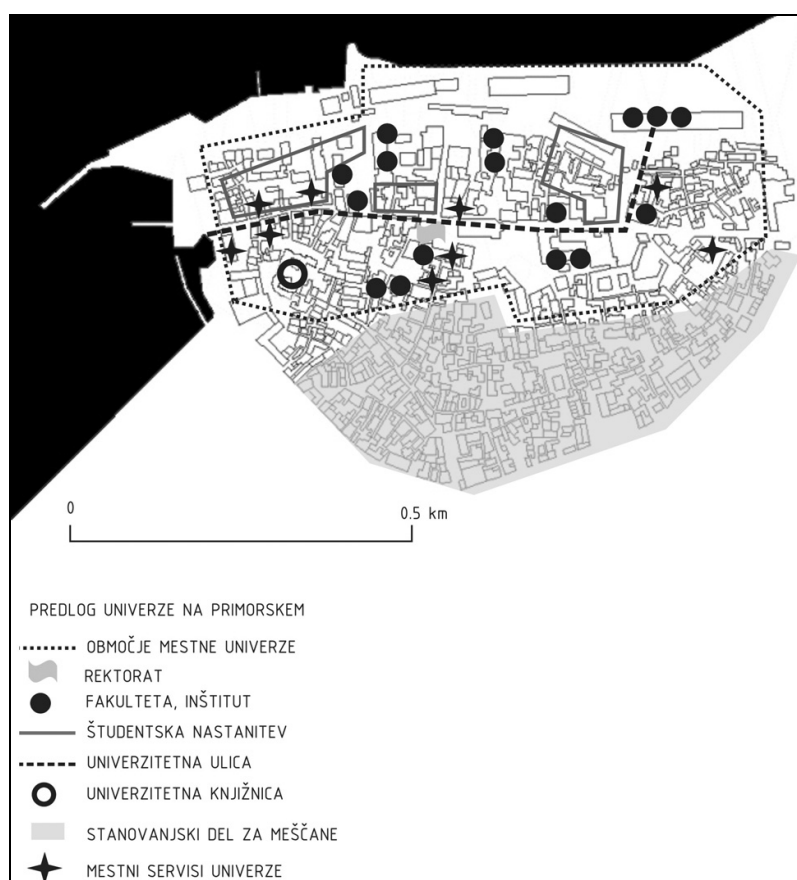 0
0.5 km
PREDLOG UNIVERZE NA PRIMORSKEM
OBMOČJE MESTNE UNIVERZE
REKTORAT
FAKULTETA, INŠTITUT
ŠTUDENTSKA NASTANITEV
UNIVERZITETNA ULICA
UNIVERZITETNA KNJIŽNICA
STANOVANJSKI DEL ZA MEŠČANE
MESTNI SERVISI UNIVERZE